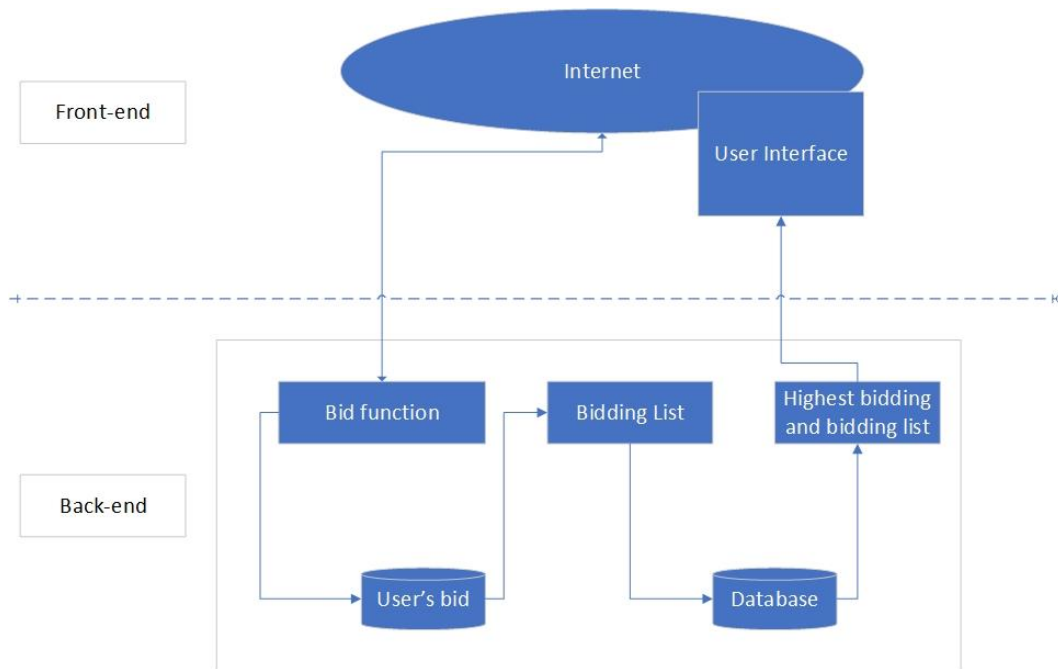 Internet
Front-end
User Interface
Bid function
Bidding List
Highest bidding
and bidding list
Back-end
User’s bid
Database